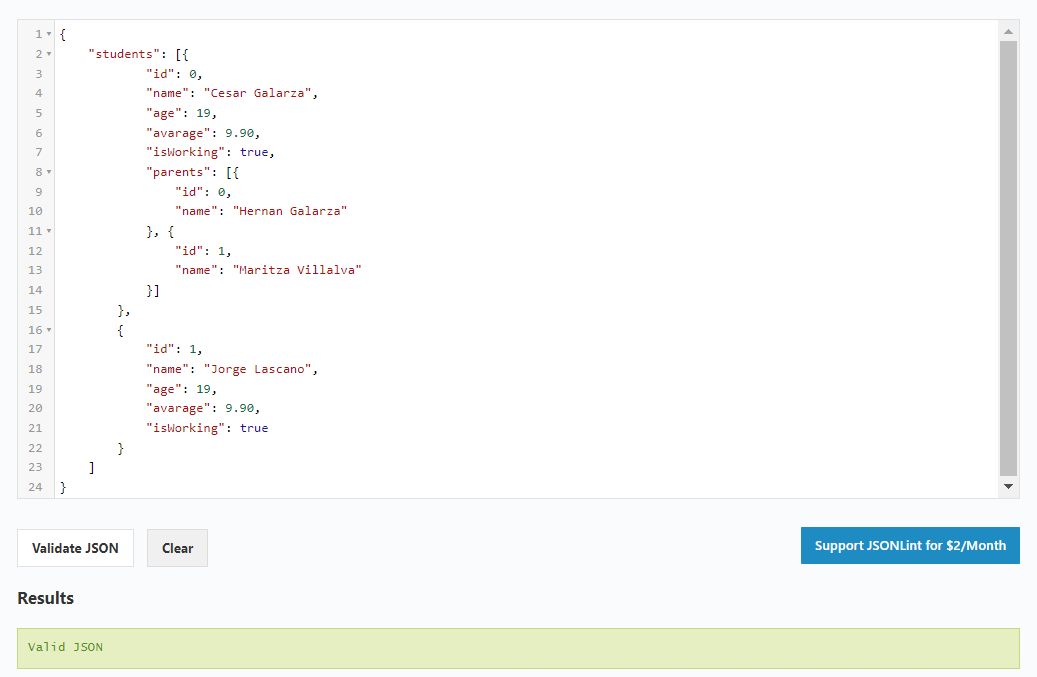 1 {
2     "students": [{
3             "id": 0,
4             "name": "Cesar Galarza",
5             "age": 19,
6             "avarage": 9.90,
7             "isWorking": true,
8             "parents": [{
9                 "id": 0,
10                 "name": "Hernan Galarza"
11             }, {
12                 "id": 1,
13                 "name": "Maritza Villalva"
14             }]
15         },
16         {
17             "id": 1,
18             "name": "Jorge Lascano",
19             "age": 19,
20             "avarage": 9.90,
21             "isWorking": true
22         }
23     ]
24 }
Validate JSON Clear Support JSONLint for $2/Month
Results
Valid JSON